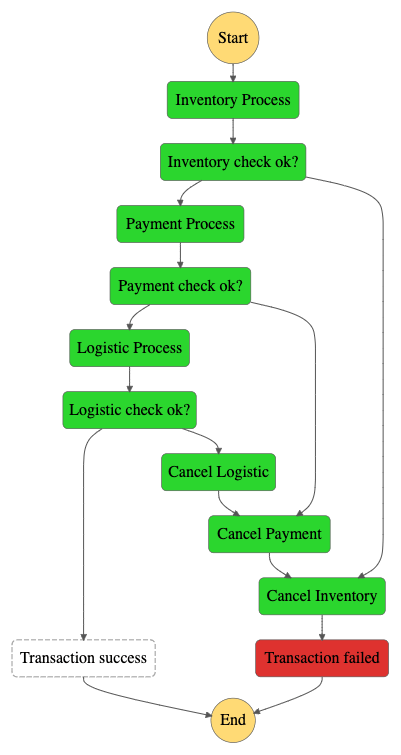 Start
Inventory Process
Inventory check ok?
Payment Process
Payment check ok?
Logistic Process
Logistic check ok?
Cancel Logistic
Cancel Payment
Cancel Inventory
Transaction success
Transaction failed
End